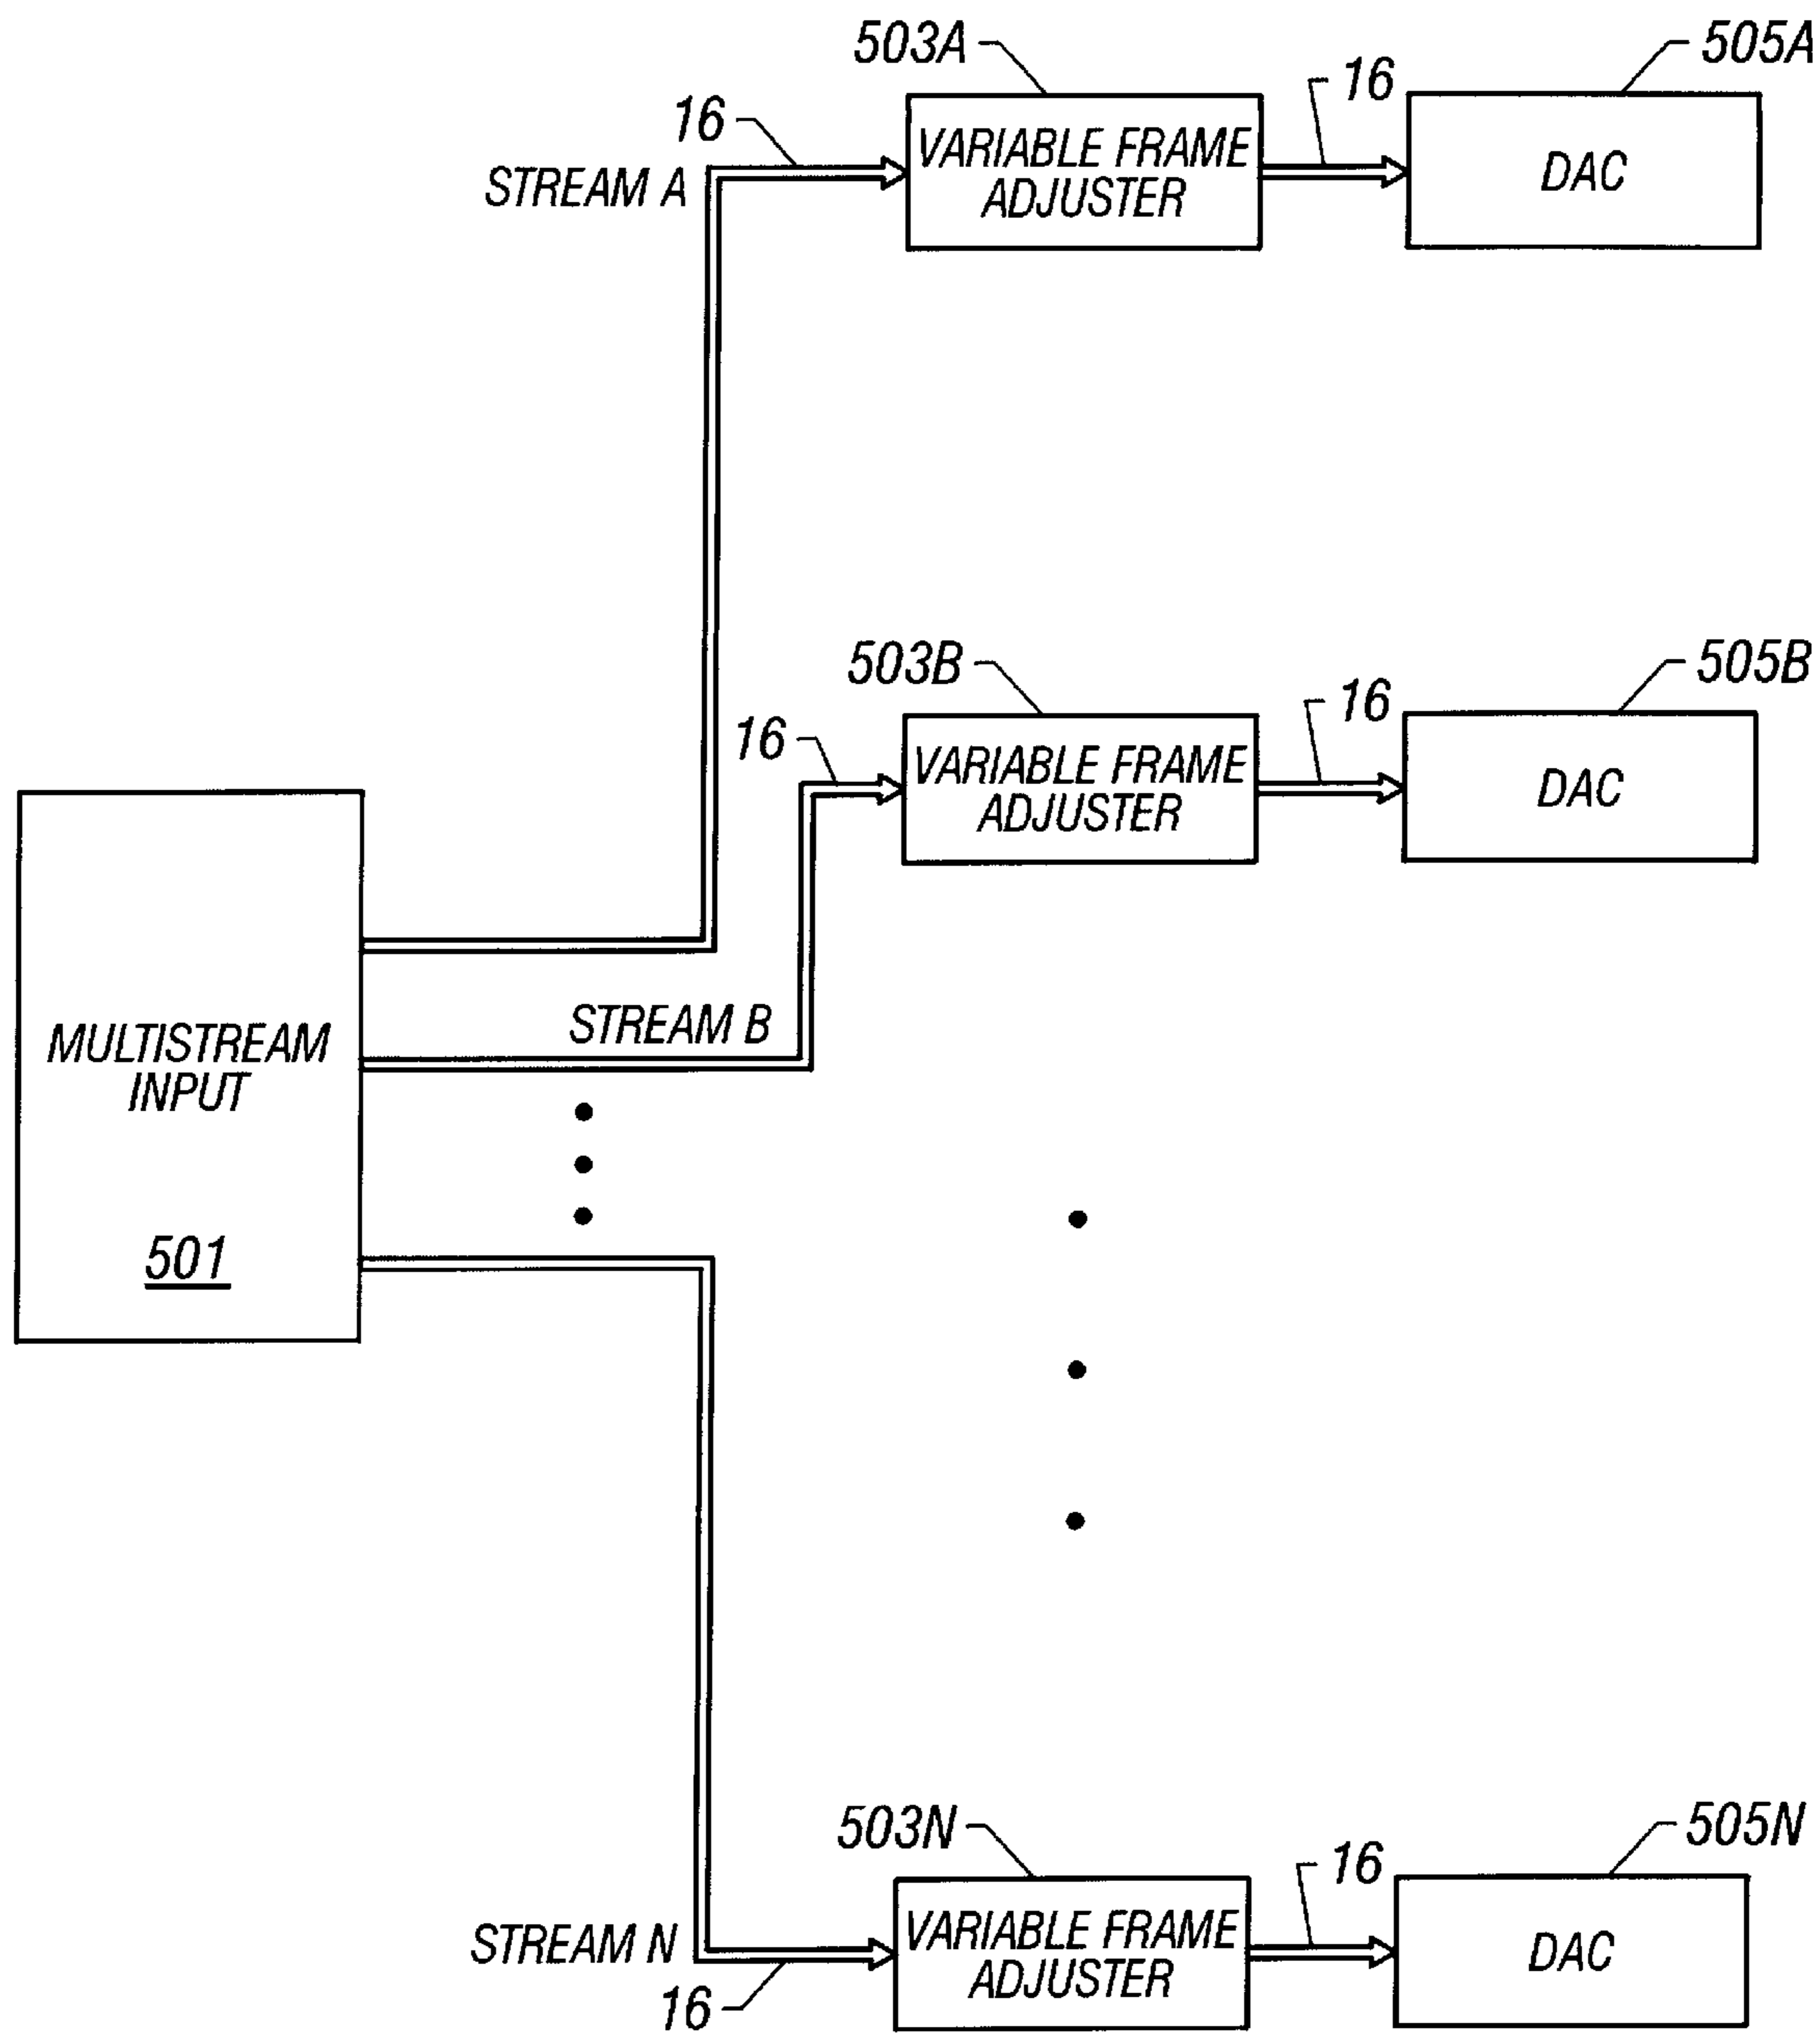 503A
505A
16
16
STREAM A
VARIABLE FRAME
ADJUSTER
DAC
503B
505B
16
16
VARIABLE FRAME
ADJUSTER
DAC
STREAM B
MULTISTREAM
INPUT
501
503N
505N
16
STREAM N
VARIABLE FRAME
ADJUSTER
DAC
16